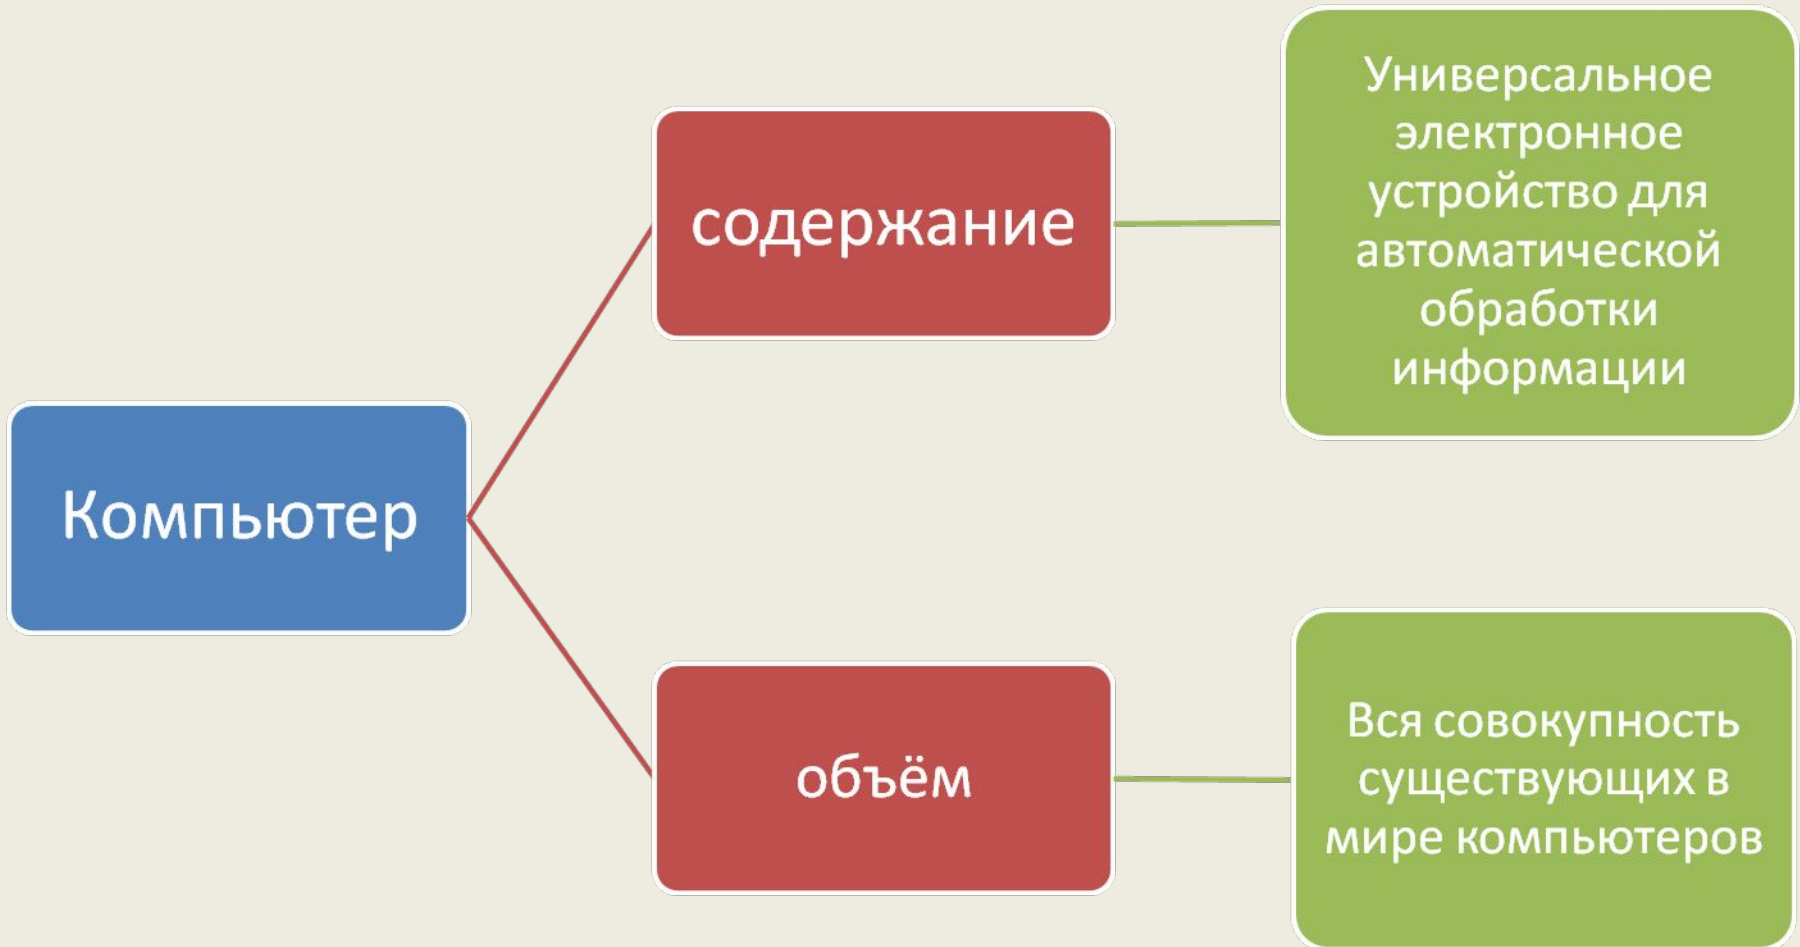 Компьютер
содержание
Универсальное
электронное
устройство для
автоматической
обработки
информации
объём
Вся совокупность
существующих в
мире компьютеров